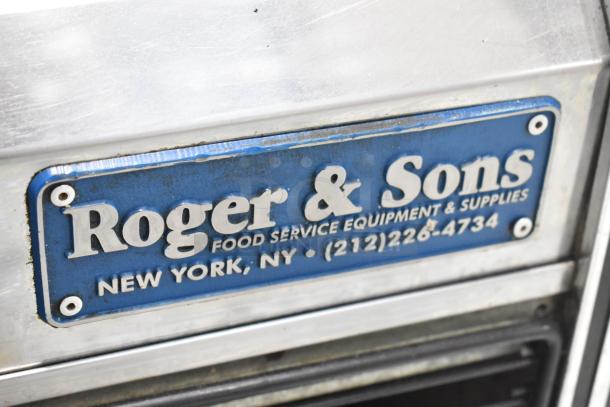 Roger & Sons
FOOD SERVICE EQUIPMENT & SUPPLIES
NEW YORK, NY • (212)226-4734